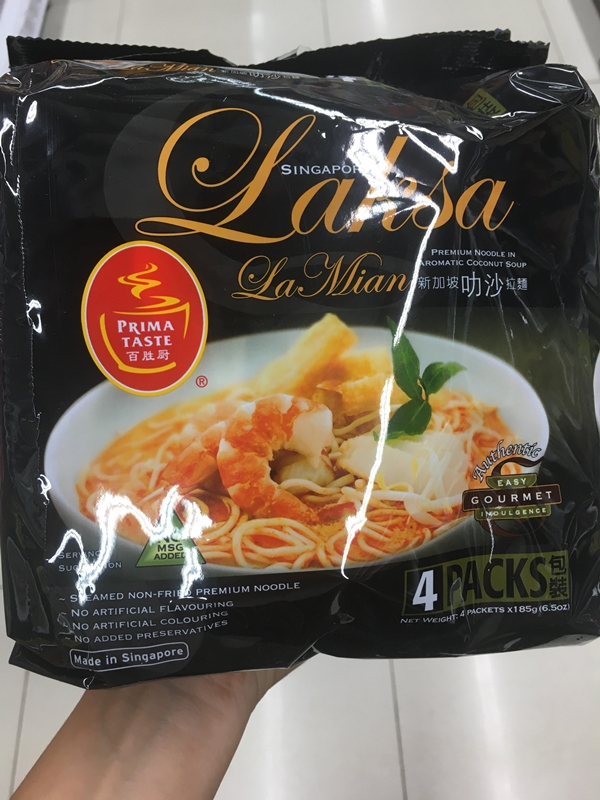 SINGAPORE
Laksa
PREMIUM NOODLE IN
AROMATIC COCONUT SOUP
La Mian
新加坡叻沙拉麵
PRIMA
TASTE
百胜厨
®
Authentic
EASY
GOURMET
INDULGENCE
NO
MSG
ADDED
SERVING
SUGGESTION
4 PACKS 包裝
NET WEIGHT: 4 PACKETS X 185g (6.5oz)
~ STEAMED NON-FRIED PREMIUM NOODLE
~ NO ARTIFICIAL FLAVOURING
~ NO ARTIFICIAL COLOURING
~ NO ADDED PRESERVATIVES
Made in Singapore